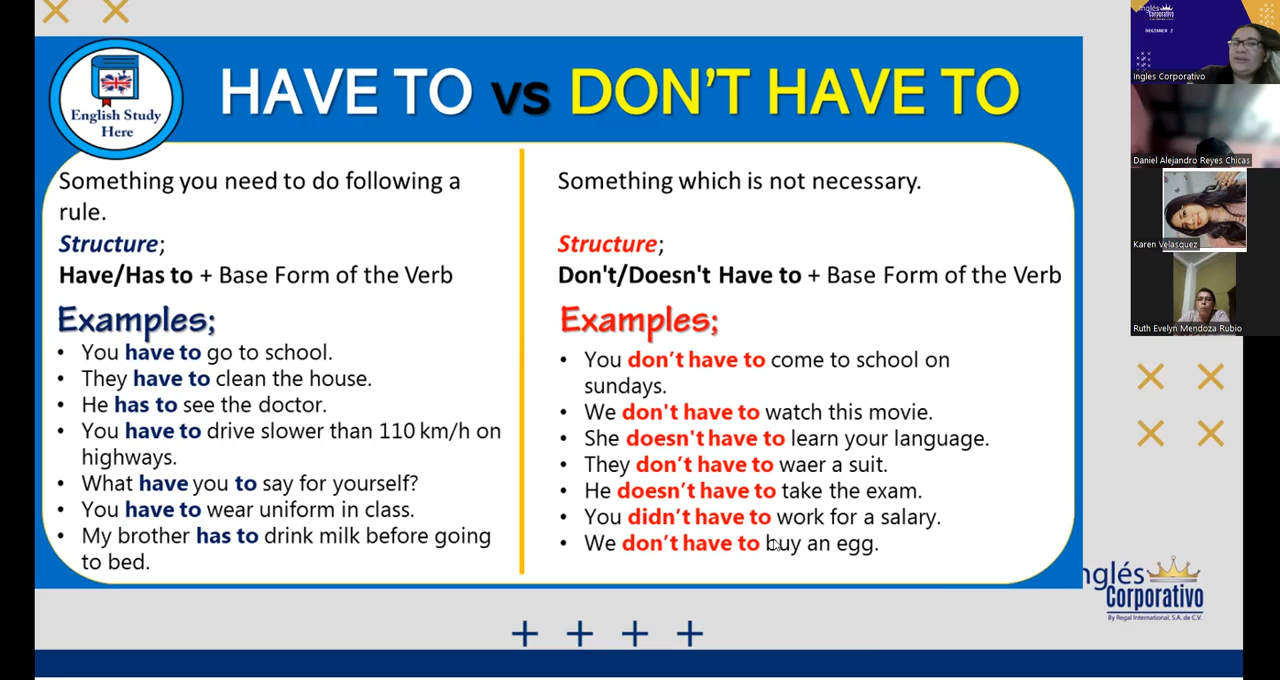 English Study
Here
HAVE TO vs DON'T HAVE TO
Something you need to do following a
rule.
Structure;
Have/Has to + Base Form of the Verb
Examples;
• You have to go to school.
• They have to clean the house.
• He has to see the doctor.
• You have to drive slower than 110 km/h on
highways.
• What have you to say for yourself?
• You have to wear uniform in class.
• My brother has to drink milk before going
to bed.
Something which is not necessary.
Structure;
Don't/Doesn't Have to + Base Form of the Verb
Examples;
• You don't have to come to school on
sundays.
• We don't have to watch this movie.
• She doesn't have to learn your language.
• They don't have to waer a suit.
• He doesn't have to take the exam.
• You didn't have to work for a salary.
• We don't have to buy an egg.
Inglés
Corporativo
BEGINNER 2
Ingles Corporativo
Daniel Alejandro Reyes Chicas
Karen Velasquez
Ruth Evelyn Mendoza Rubio
nglés
Corporativo
By Regal International, S.A. de C.V.